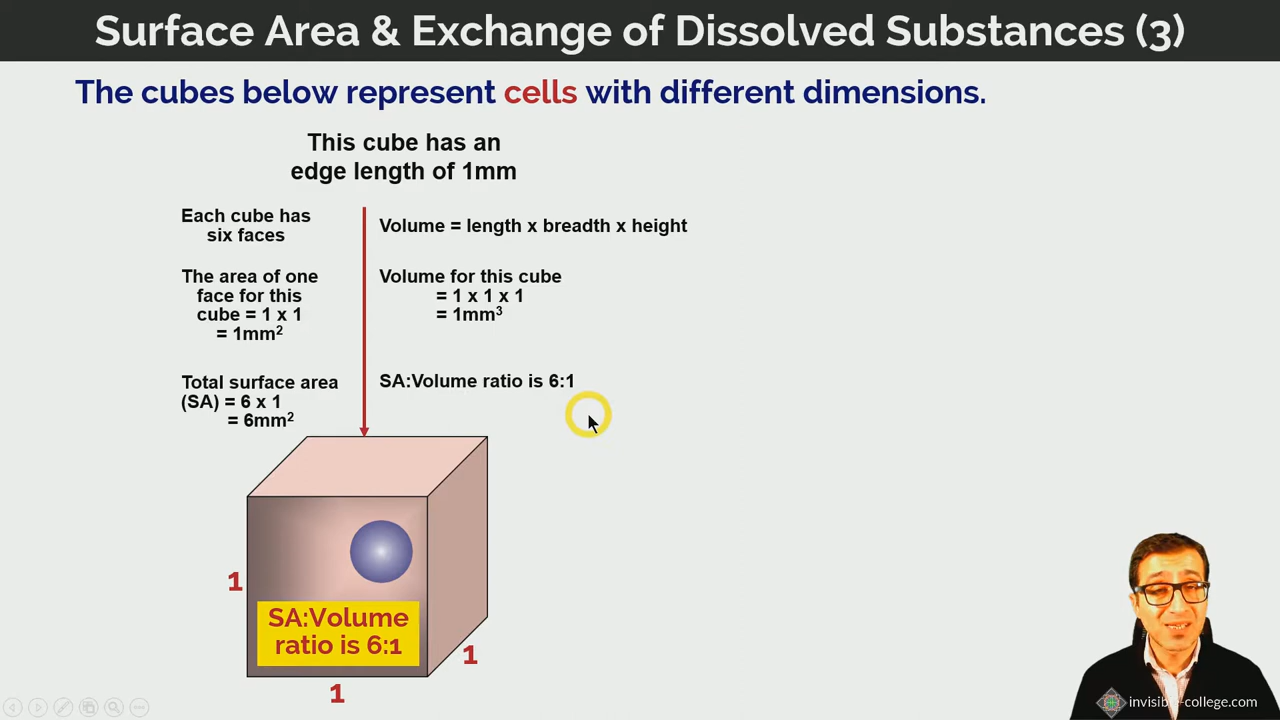 Surface Area & Exchange of Dissolved Substances (3)
The cubes below represent cells with different dimensions.
This cube has an
edge length of 1mm
Each cube has
six faces
The area of one
face for this
cube = 1 x 1
= 1mm²
Total surface area
(SA) = 6 x 1
= 6mm²
Volume = length x breadth x height
Volume for this cube
= 1 x 1 x 1
= 1mm³
SA:Volume ratio is 6:1
1
SA:Volume
ratio is 6:1
1
1
invisible-college.com